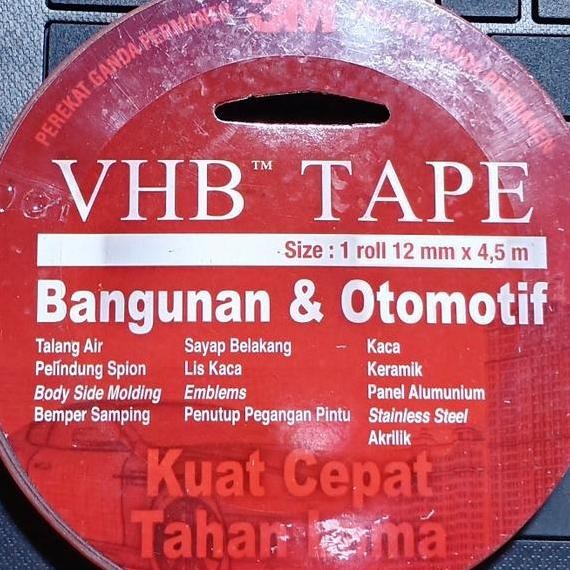 3M
PEREKAT GANDA PERMANEN
PEREKAT GANDA PERMANEN
VHB™ TAPE
Size : 1 roll 12 mm x 4,5 m
Bangunan & Otomotif
Talang Air
Pelindung Spion
Body Side Molding
Bemper Samping
Sayap Belakang
Lis Kaca
Emblems
Penutup Pegangan Pintu
Kaca
Keramik
Panel Alumunium
Stainless Steel
Akrilik
Kuat Cepat
Tahan Lama